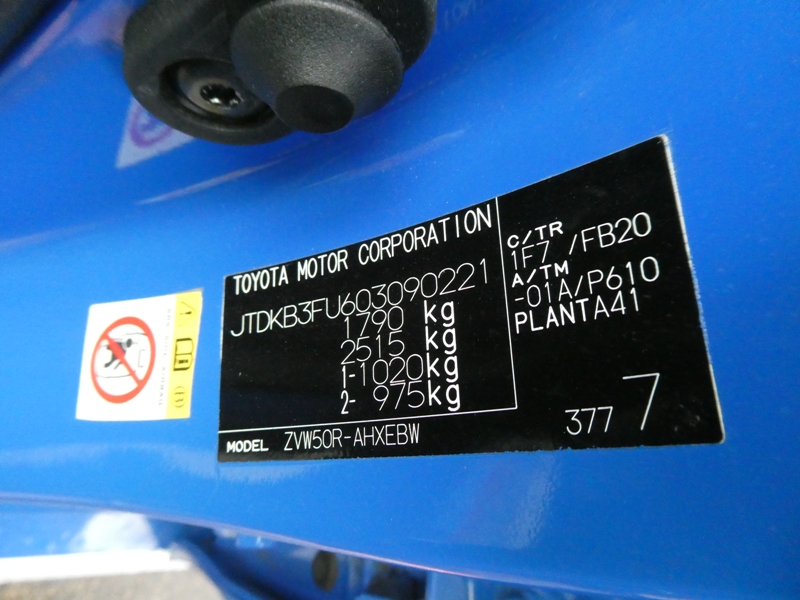 TOYOTA MOTOR CORPORATION
JTDKB3FU603090221
1790 kg
2515 kg
1-1020kg
2- 975kg
MODEL ZVW50R-AHXEBW
C/TR
1F7 /FB20
A/TM
-01A/P610
PLANTA41
377 7